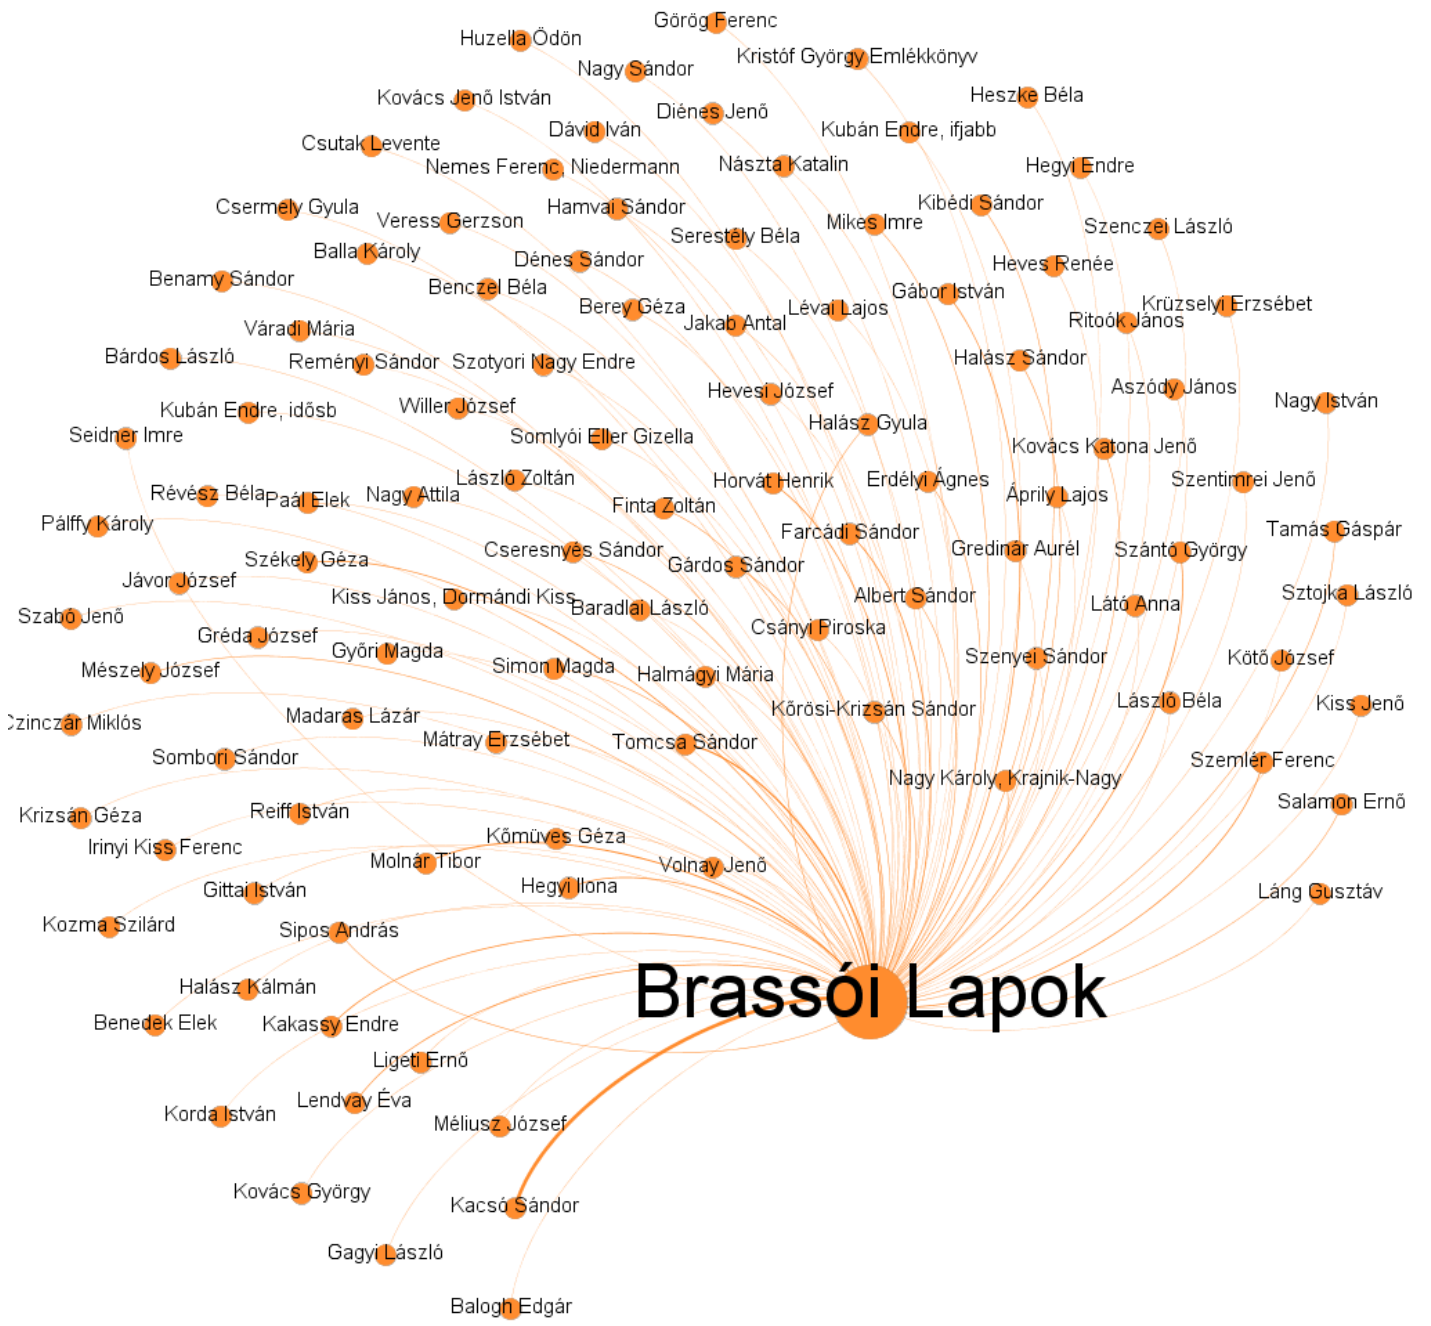 Görög Ferenc
Huzella Ödön
Kristóf György Emlékkönyv
Nagy Sándor
Heszke Béla
Kovács Jenő István
Diénes Jenő
Dávid Iván
Kubán Endre, ifjabb
Csutak Levente
Nászta Katalin
Hegyi Endre
Nemes Ferenc, Niedermann
Kibédi Sándor
Csermely Gyula
Hamvai Sándor
Veress Gerzson
Mikes Imre
Szenczei László
Serestély Béla
Balla Károly
Dénes Sándor
Heves Renée
Benamy Sándor
Benczel Béla
Gábor István
Krüzselyi Erzsébet
Berey Géza
Lévai Lajos
Jakab Antal
Ritoók János
Váradi Mária
Bárdos László
Halász Sándor
Reményi Sándor
Szotyori Nagy Endre
Aszódy János
Hevesi József
Nagy István
Willer József
Kubán Endre, idősb
Halász Gyula
Seidner Imre
Somlyói Eller Gizella
Kovács Katona Jenő
László Zoltán
Horvát Henrik
Erdélyi Ágnes
Szentimrei Jenő
Révész Béla
Paál Elek
Nagy Attila
Áprily Lajos
Finta Zoltán
Pálffy Károly
Farcádi Sándor
Tamás Gáspár
Cseresnyés Sándor
Gredinár Aurél
Szántó György
Székely Géza
Gárdos Sándor
Jávor József
Sztojka László
Kiss János, Dormándi Kiss
Albert Sándor
Látó Anna
Baradlai László
Szabó Jenő
Csányi Piroska
Gréda József
Győri Magda
Szenyei Sándor
Kötő József
Simon Magda
Mészely József
Halmágyi Mária
László Béla
Kiss Jenő
Kőrösi-Krizsán Sándor
Madaras Lázár
Czinczár Miklós
Mátray Erzsébet
Tomcsa Sándor
Sombori Sándor
Szemlér Ferenc
Nagy Károly, Krajnik-Nagy
Salamon Ernő
Reiff István
Krizsán Géza
Kőmüves Géza
Irinyi Kiss Ferenc
Molnár Tibor
Volnay Jenő
Hegyi Ilona
Gittai István
Láng Gusztáv
Kozma Szilárd
Sipos András
Halász Kálmán
Brassói Lapok
Benedek Elek
Kakassy Endre
Ligeti Ernő
Lendvay Éva
Korda István
Méliusz József
Kovács György
Kacsó Sándor
Gagyi László
Balogh Edgár